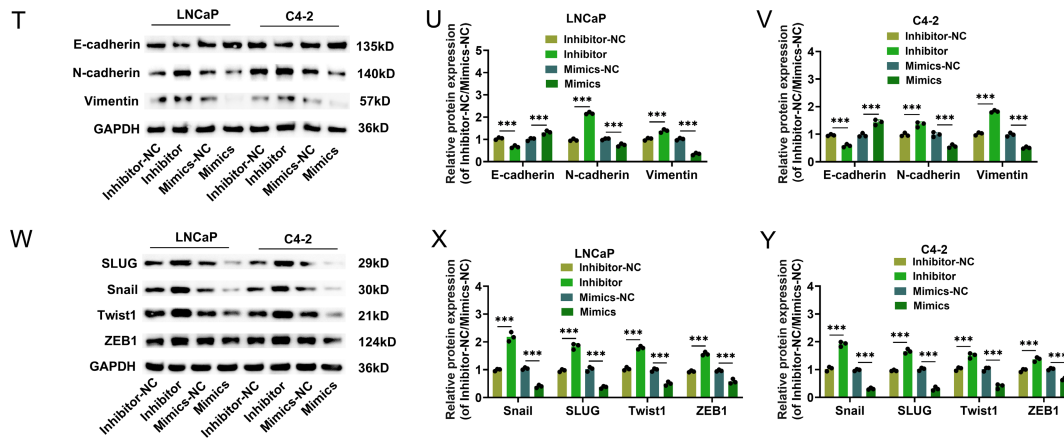 T
LNCaP C4-2
E-cadherin 135kD
N-cadherin 140kD
Vimentin 57kD
GAPDH 36kD
Inhibitor-NC Inhibitor Mimics-NC Mimics Inhibitor-NC Inhibitor Mimics-NC Mimics
U
LNCaP
Inhibitor-NC
Inhibitor
Mimics-NC
Mimics
Relative protein expression
(of Inhibitor-NC/Mimics-NC)
5
4
2
1
0
*** *** *** *** *** ***
E-cadherin N-cadherin Vimentin
V
C4-2
Inhibitor-NC
Inhibitor
Mimics-NC
Mimics
Relative protein expression
(of Inhibitor-NC/Mimics-NC)
4
3
2
1
0
*** *** *** *** *** ***
E-cadherin N-cadherin Vimentin
W
LNCaP C4-2
SLUG 29kD
Snail 30kD
Twist1 21kD
ZEB1 124kD
GAPDH 36kD
Inhibitor-NC Inhibitor Mimics-NC Mimics Inhibitor-NC Inhibitor Mimics-NC Mimics
X
LNCaP
Inhibitor-NC
Inhibitor
Mimics-NC
Mimics
Relative protein expression
(of Inhibitor-NC/Mimics-NC)
4
3
2
1
0
*** *** *** *** *** *** *** ***
Snail SLUG Twist1 ZEB1
Y
C4-2
Inhibitor-NC
Inhibitor
Mimics-NC
Mimics
Relative protein expression
(of Inhibitor-NC/Mimics-NC)
4
3
2
1
0
*** *** *** *** *** *** *** ***
Snail SLUG Twist1 ZEB1